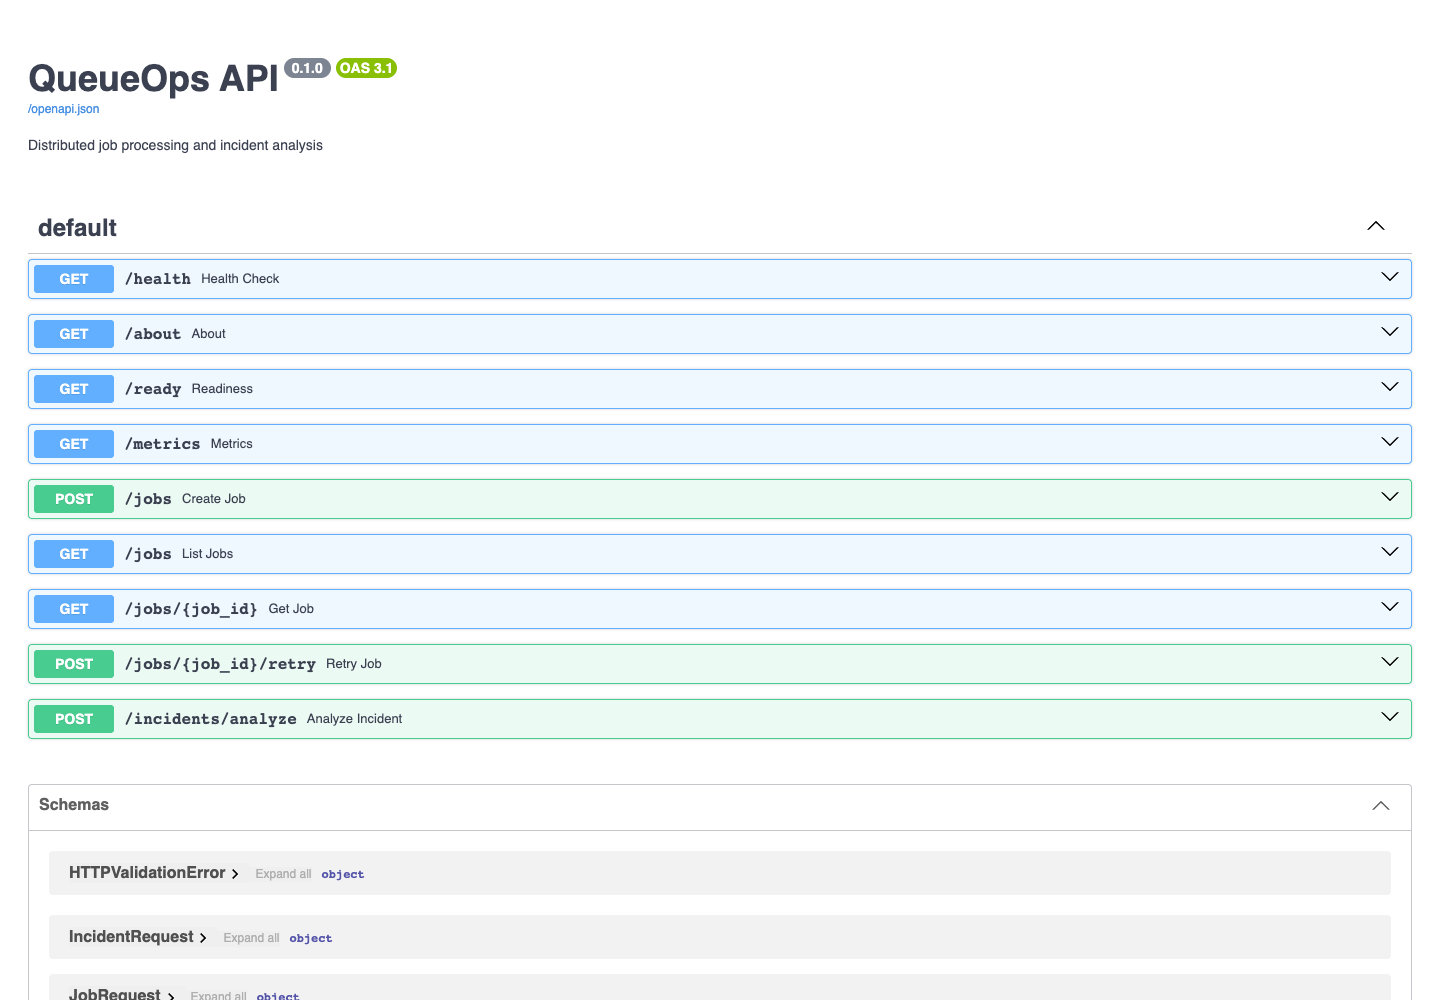 QueueOps API 0.1.0 OAS 3.1
/openapi.json
Distributed job processing and incident analysis
default
GET /health Health Check
GET /about About
GET /ready Readiness
GET /metrics Metrics
POST /jobs Create Job
GET /jobs List Jobs
GET /jobs/{job_id} Get Job
POST /jobs/{job_id}/retry Retry Job
POST /incidents/analyze Analyze Incident
Schemas
HTTPValidationError Expand all object
IncidentRequest Expand all object
JobRequest Expand all object